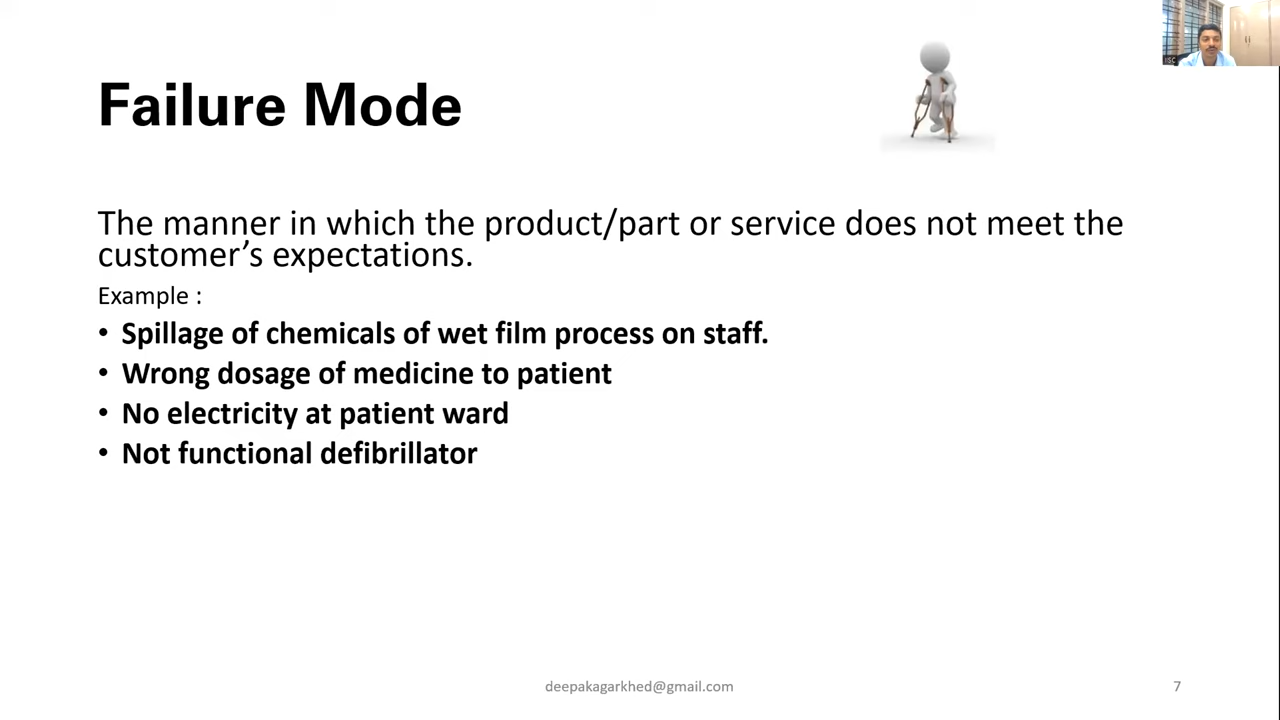 Failure Mode
The manner in which the product/part or service does not meet the
customer’s expectations.
Example :
• Spillage of chemicals of wet film process on staff.
• Wrong dosage of medicine to patient
• No electricity at patient ward
• Not functional defibrillator
deepakagarkhed@gmail.com
7